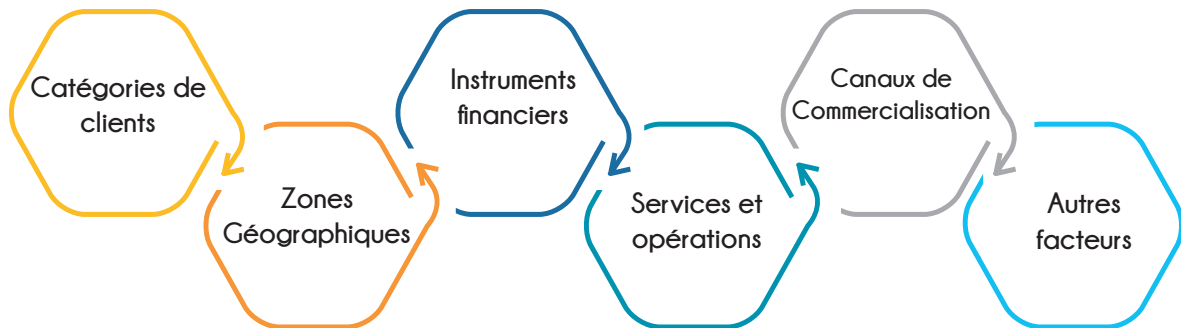 Catégories de
clients
Zones
Géographiques
Instruments
financiers
Services et
opérations
Canaux de
Commercialisation
Autres
facteurs